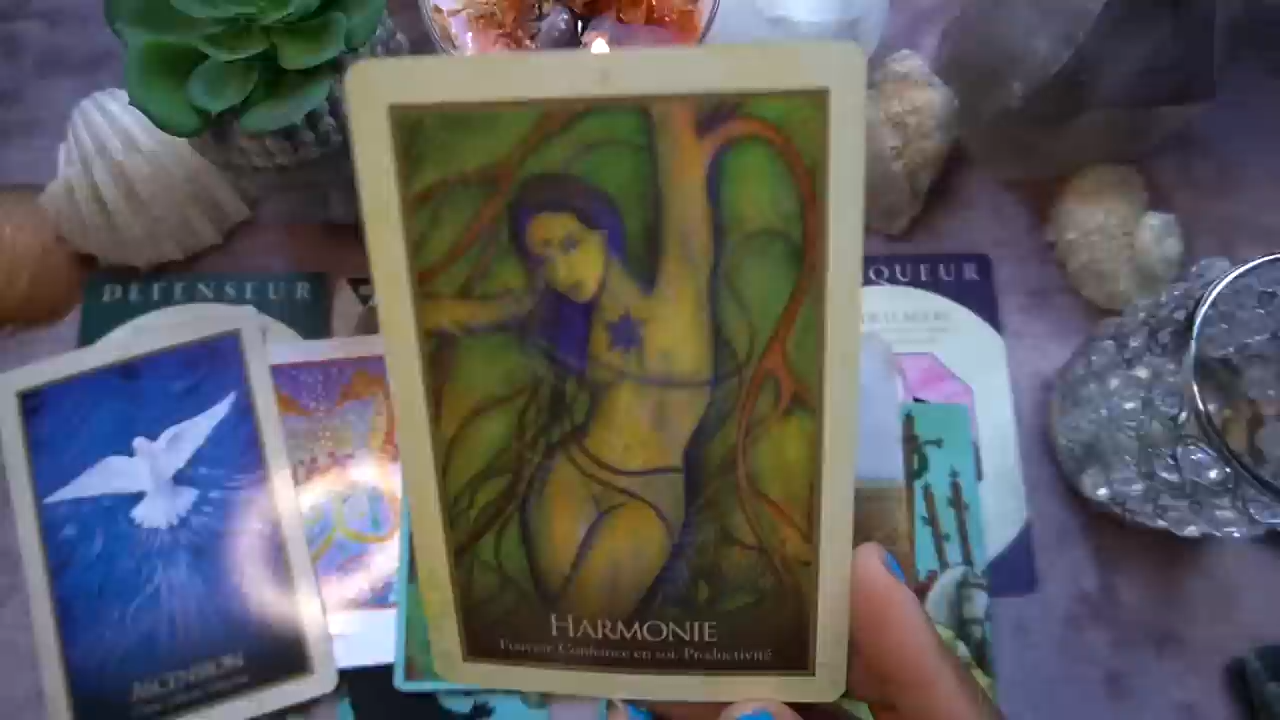 DEFENSEUR
QUEUR
HARMONIE
Pouvoir, Confiance en soi, Productivité
ASCENSION